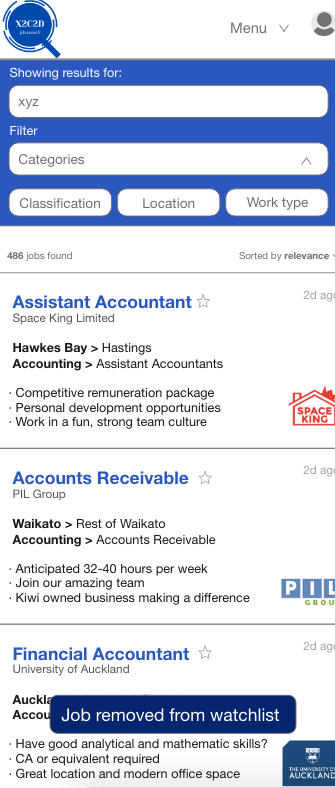 X2C2D
job search
Menu
Showing results for:
xyz
Filter
Categories
Classification
Location
Work type
486 jobs found
Sorted by relevance
Assistant Accountant
2d ago
Space King Limited
Hawkes Bay > Hastings
Accounting > Assistant Accountants
· Competitive remuneration package
· Personal development opportunities
· Work in a fun, strong team culture
SPACE
KING
Accounts Receivable
2d ago
PIL Group
Waikato > Rest of Waikato
Accounting > Accounts Receivable
· Anticipated 32-40 hours per week
· Join our amazing team
· Kiwi owned business making a difference
PIL
GROU
Financial Accountant
2d ago
University of Auckland
Auckla
Accou
Job removed from watchlist
· Have good analytical and mathematic skills?
· CA or equivalent required
· Great location and modern office space
THE UNIVERSITY OF
AUCKLAND